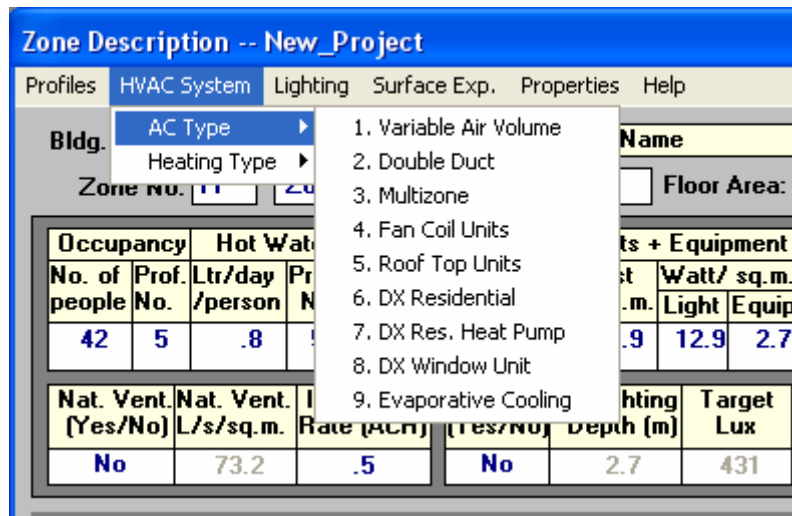 Zone Description -- New_Project
Profiles HVAC System Lighting Surface Exp. Properties Help
AC Type
Heating Type
1. Variable Air Volume
2. Double Duct
3. Multizone
4. Fan Coil Units
5. Roof Top Units
6. DX Residential
7. DX Res. Heat Pump
8. DX Window Unit
9. Evaporative Cooling
Bldg. Name
Zone No. 11 Floor Area:
Occupancy Hot Wat ts + Equipment
No. of Prof. Ltr/day Pr st Watt/ sq.m.
people No. /person N .m. Light Equip
42 5 .8 .9 12.9 2.7
Nat. Vent. Nat. Vent. I hting Target
(Yes/No) L/s/sq.m. Rate (ACH) (Yes/No) Depth (m) Lux
No 73.2 .5 No 2.7 431